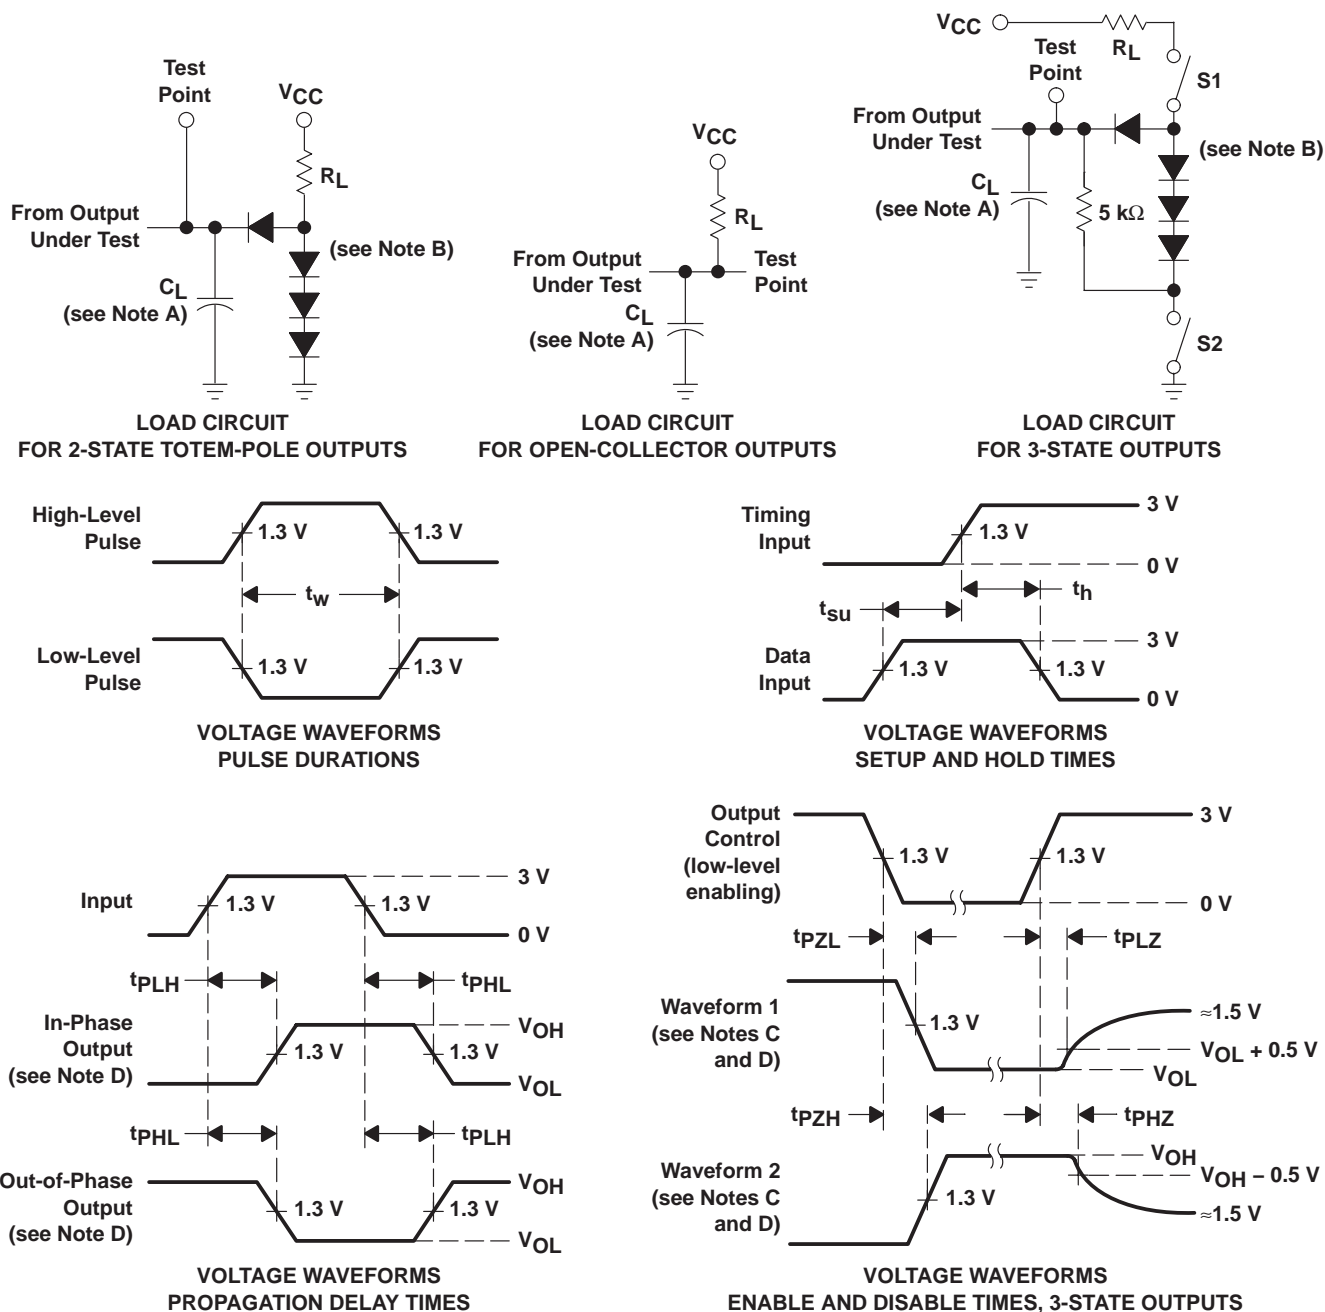 Test
Point
VCC
RL
From Output
Under Test
(see Note B)
CL
(see Note A)
LOAD CIRCUIT
FOR 2-STATE TOTEM-POLE OUTPUTS
VCC
RL
From Output
Under Test
Test
Point
CL
(see Note A)
LOAD CIRCUIT
FOR OPEN-COLLECTOR OUTPUTS
VCC
RL
Test
Point
S1
From Output
Under Test
(see Note B)
CL
(see Note A)
5 kΩ
S2
LOAD CIRCUIT
FOR 3-STATE OUTPUTS
High-Level
Pulse
1.3 V
1.3 V
tw
Low-Level
Pulse
1.3 V
1.3 V
VOLTAGE WAVEFORMS
PULSE DURATIONS
Timing
Input
1.3 V
3 V
0 V
th
tsu
Data
Input
1.3 V
1.3 V
3 V
0 V
VOLTAGE WAVEFORMS
SETUP AND HOLD TIMES
Input
1.3 V
1.3 V
3 V
0 V
tPLH
tPHL
In-Phase
Output
(see Note D)
1.3 V
1.3 V
VOH
VOL
tPHL
tPLH
Out-of-Phase
Output
(see Note D)
1.3 V
1.3 V
VOH
VOL
VOLTAGE WAVEFORMS
PROPAGATION DELAY TIMES
Output
Control
(low-level
enabling)
1.3 V
1.3 V
3 V
0 V
tPZL
tPLZ
Waveform 1
(see Notes C
and D)
1.3 V
≈1.5 V
VOL + 0.5 V
VOL
tPZH
tPHZ
Waveform 2
(see Notes C
and D)
1.3 V
VOH
VOH – 0.5 V
≈1.5 V
VOLTAGE WAVEFORMS
ENABLE AND DISABLE TIMES, 3-STATE OUTPUTS